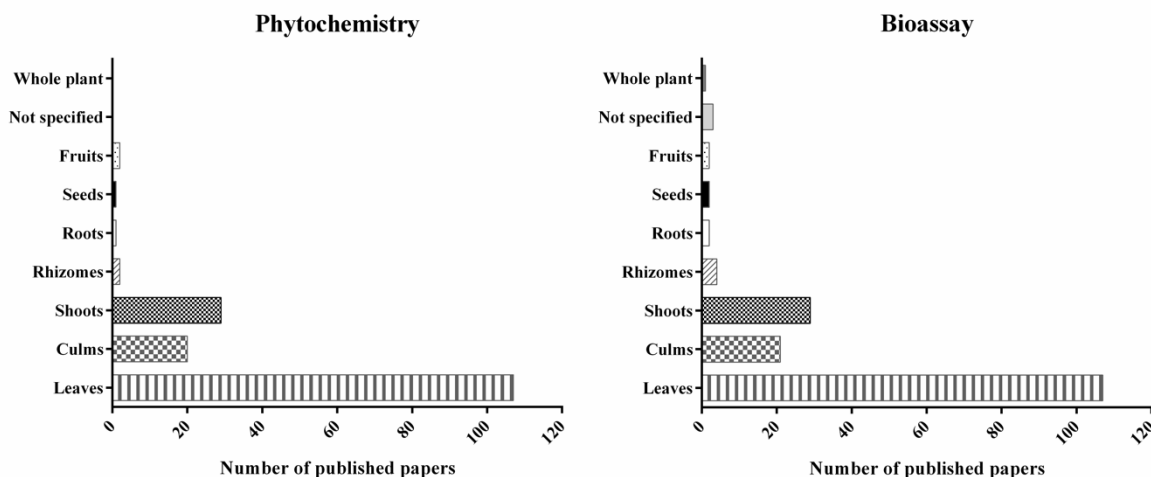 Phytochemistry
Whole plant
Not specified
Fruits
Seeds
Roots
Rhizomes
Shoots
Culms
Leaves
0 20 40 60 80 100 120
Number of published papers
Bioassay
Whole plant
Not specified
Fruits
Seeds
Roots
Rhizomes
Shoots
Culms
Leaves
0 20 40 60 80 100 120
Number of published papers